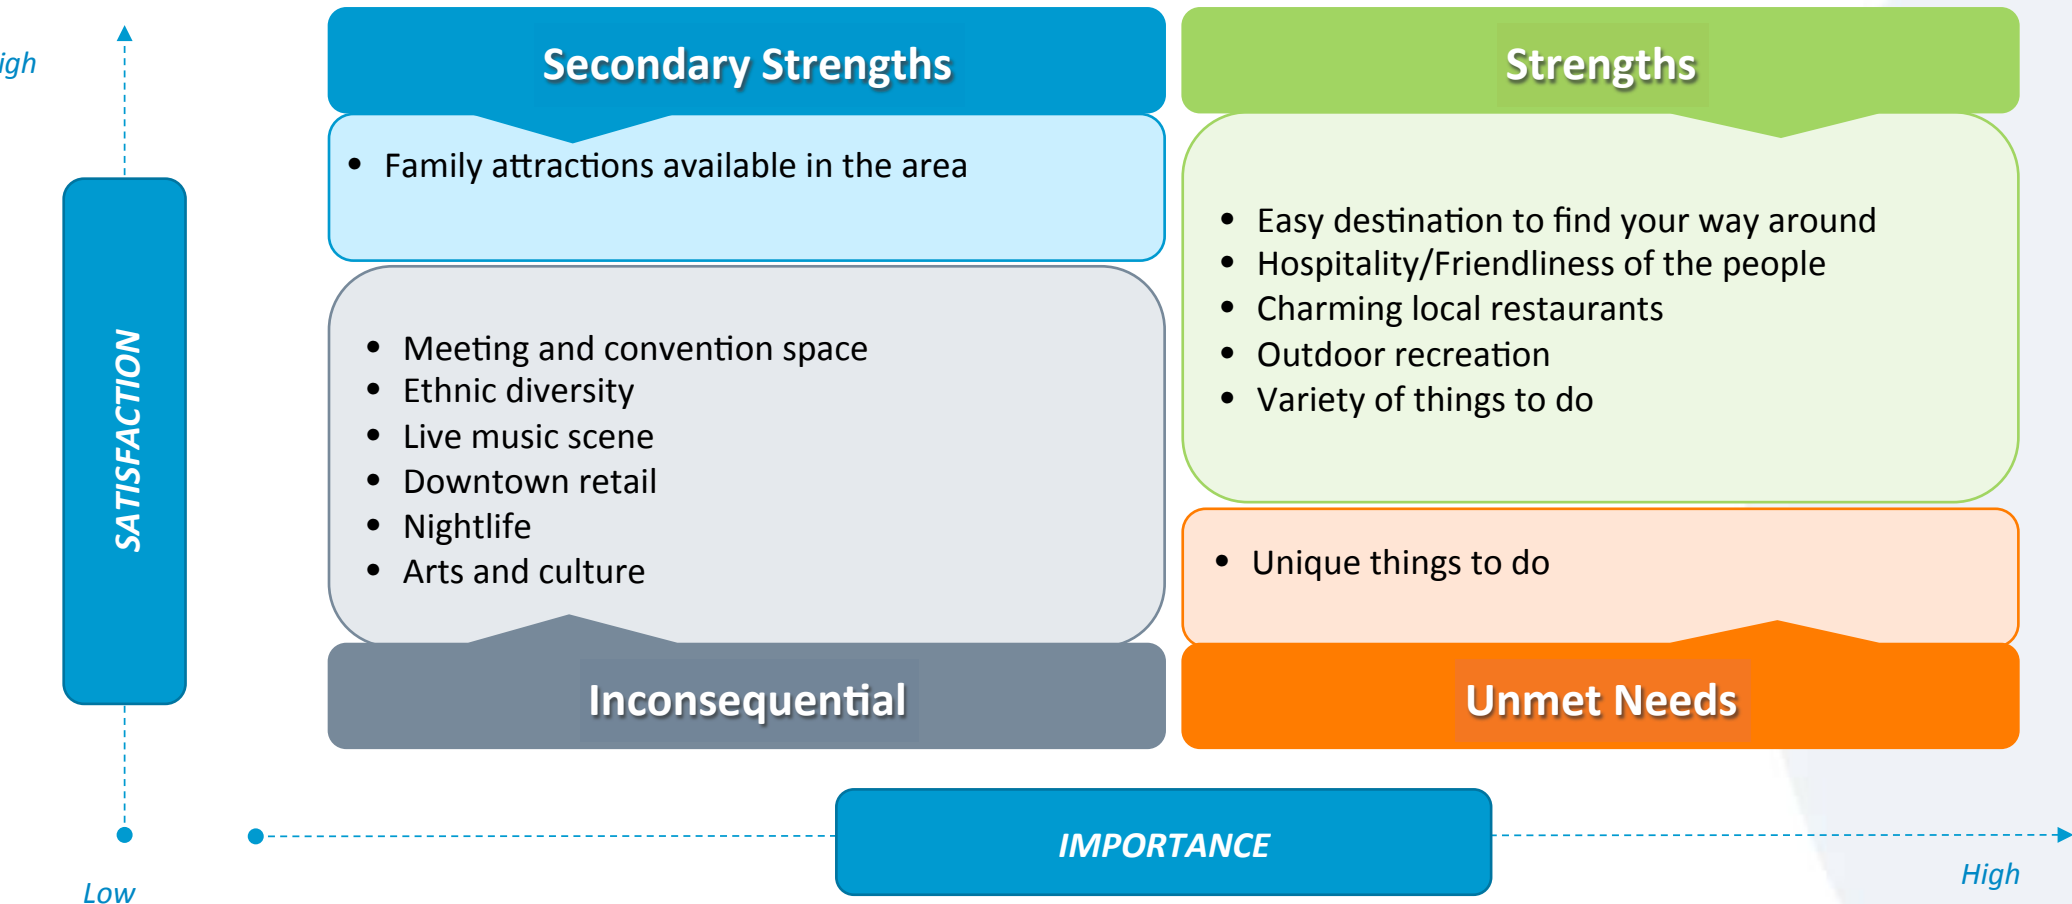 Secondary Strengths
• Family attractions available in the area
Strengths
• Easy destination to find your way around
• Hospitality/Friendliness of the people
• Charming local restaurants
• Outdoor recreation
• Variety of things to do
SATISFACTION
• Meeting and convention space
• Ethnic diversity
• Live music scene
• Downtown retail
• Nightlife
• Arts and culture
Inconsequential
• Unique things to do
Unmet Needs
IMPORTANCE
Low
High